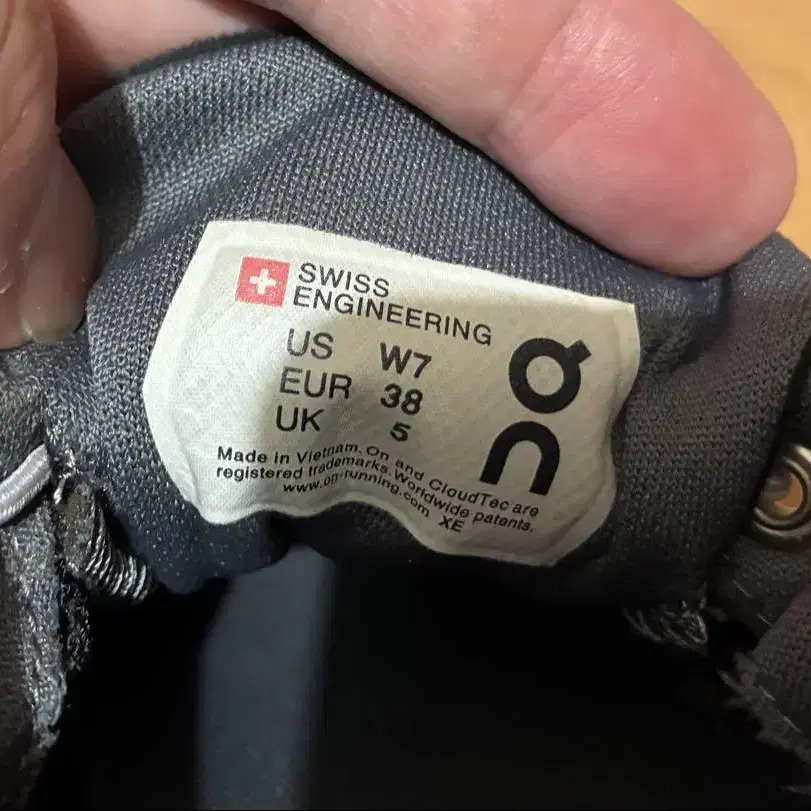 SWISS
ENGINEERING
US W7
EUR 38
UK 5
On
Made in Vietnam. On and CloudTec are
registered trademarks. Worldwide patents.
www.on-running.com XE